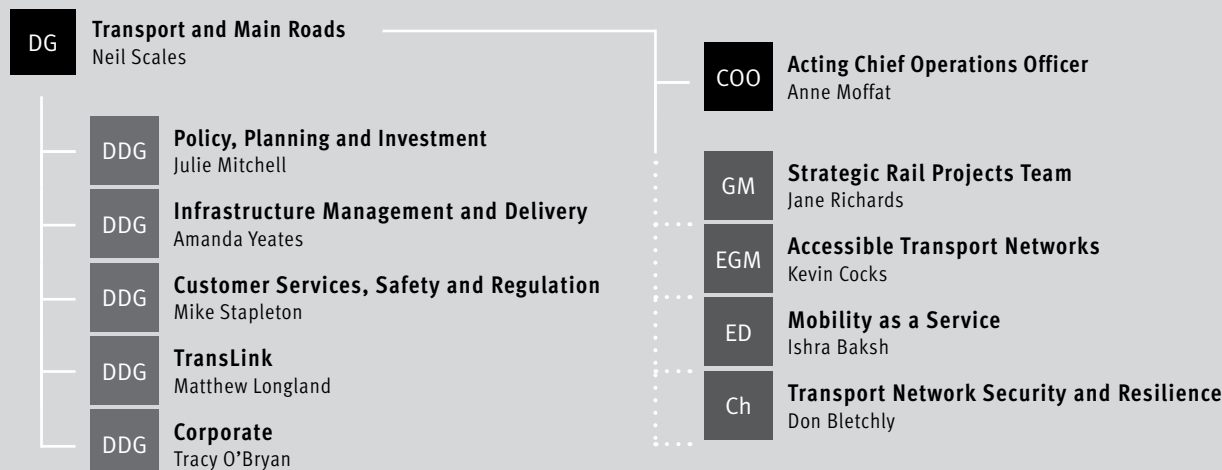 DG
Transport and Main Roads
Neil Scales
DDG
Policy, Planning and Investment
Julie Mitchell
DDG
Infrastructure Management and Delivery
Amanda Yeates
DDG
Customer Services, Safety and Regulation
Mike Stapleton
DDG
TransLink
Matthew Longland
DDG
Corporate
Tracy O’Bryan
COO
Acting Chief Operations Officer
Anne Moffat
GM
Strategic Rail Projects Team
Jane Richards
EGM
Accessible Transport Networks
Kevin Cocks
ED
Mobility as a Service
Ishra Baksh
Ch
Transport Network Security and Resilience
Don Bletchly